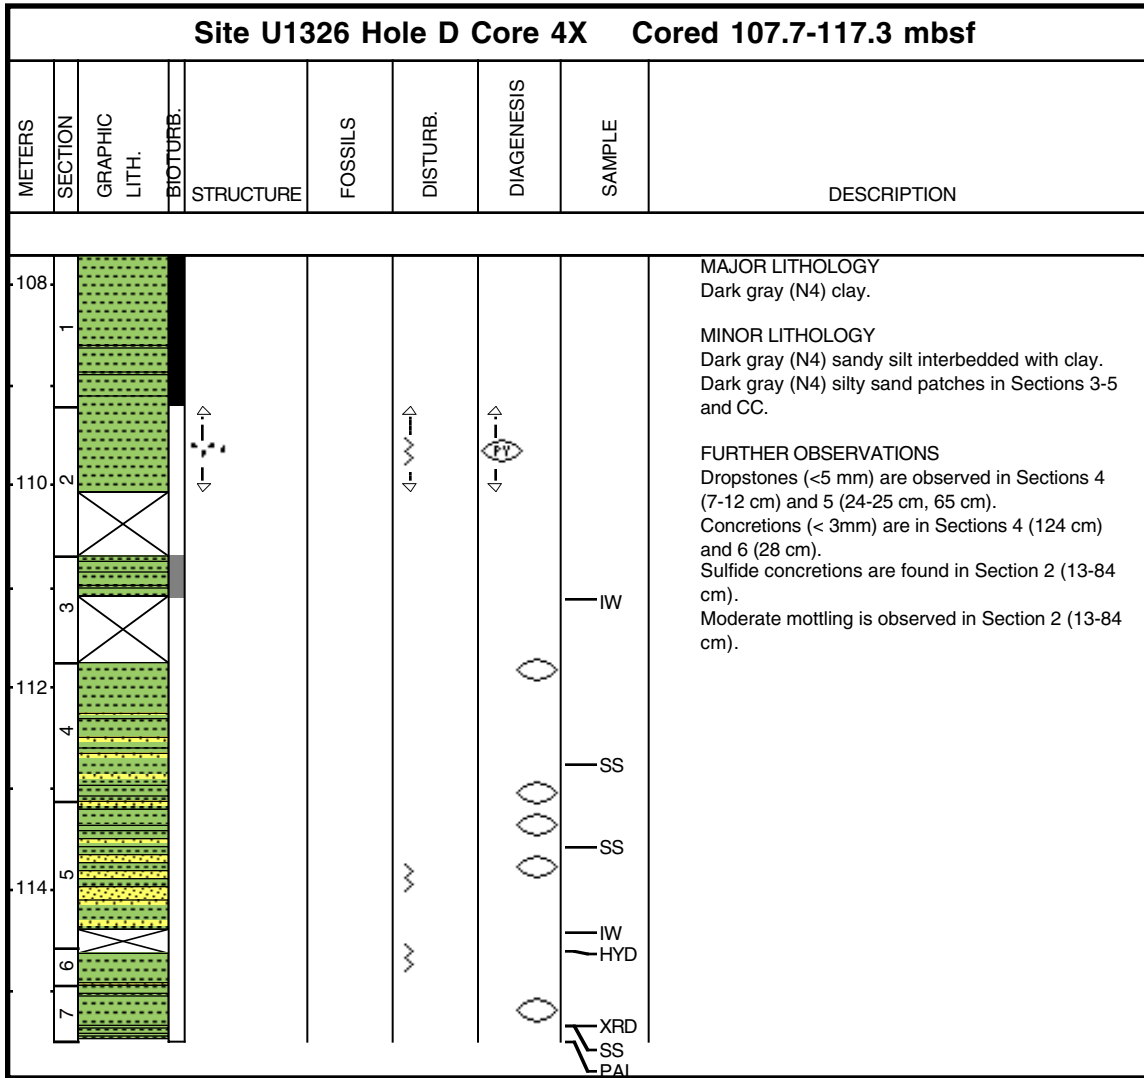 Site U1326 Hole D Core 4X Cored 107.7-117.3 mbsf
METERS
SECTION
GRAPHIC
LITH.
BIOTURB.
STRUCTURE
FOSSILS
DISTURB.
DIAGENESIS
SAMPLE
DESCRIPTION
108
110
112
114
1
2
3
4
5
6
7
PY
IW
SS
SS
IW
HYD
XRD
SS
PAL
MAJOR LITHOLOGY
Dark gray (N4) clay.
MINOR LITHOLOGY
Dark gray (N4) sandy silt interbedded with clay.
Dark gray (N4) silty sand patches in Sections 3-5
and CC.
FURTHER OBSERVATIONS
Dropstones (<5 mm) are observed in Sections 4
(7-12 cm) and 5 (24-25 cm, 65 cm).
Concretions (< 3mm) are in Sections 4 (124 cm)
and 6 (28 cm).
Sulfide concretions are found in Section 2 (13-84
cm).
Moderate mottling is observed in Section 2 (13-84
cm).